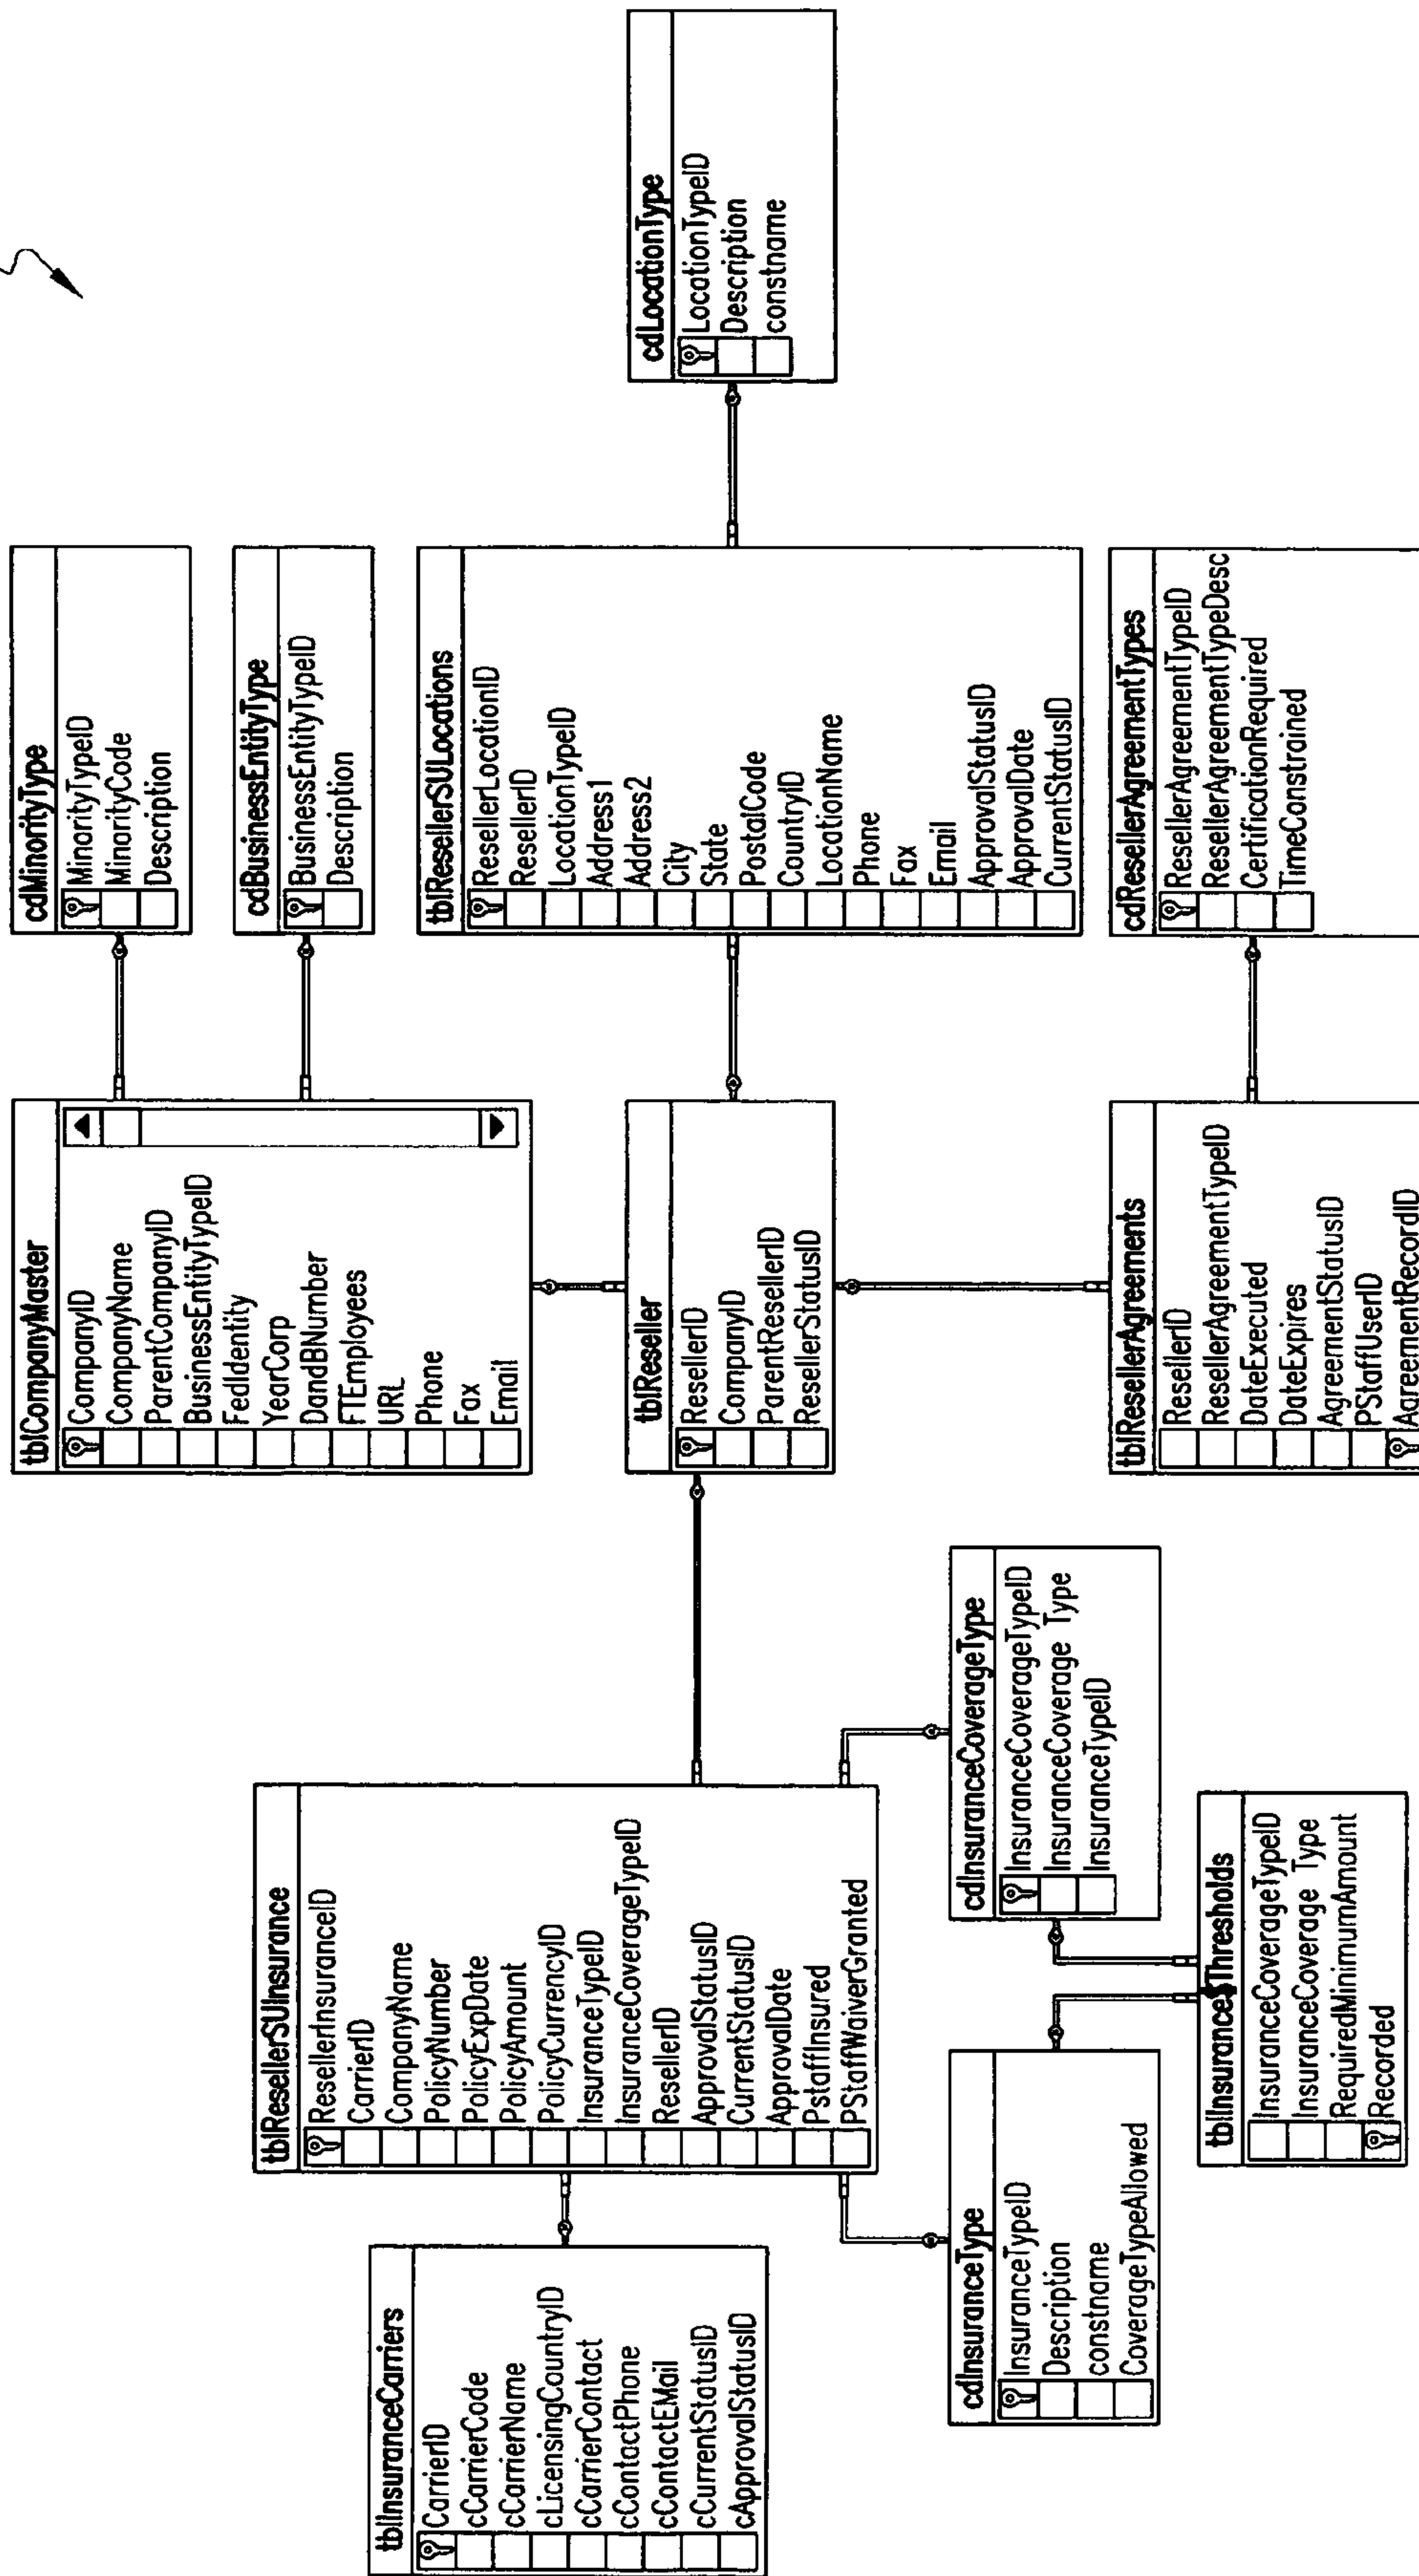 tblInsuranceCarriers
CarrierID
cCarrierCode
cCarrierName
cLicensingCountryID
cCarrierContact
cContactPhone
cContactEMail
cCurrentStatusID
cApprovalStatusID
cdInsuranceType
InsuranceTypeID
Description
constname
CoverageTypeAllowed
tblResellerSUInsurance
ResellerInsuranceID
CarrierID
CompanyName
PolicyNumber
PolicyExpDate
PolicyAmount
PolicyCurrencyID
InsuranceTypeID
InsuranceCoverageTypeID
ResellerID
ApprovalStatusID
CurrentStatusID
ApprovalDate
PstaffInsured
PStaffWaiverGranted
tblInsurance$Thresholds
InsuranceCoverageTypeID
InsuranceCoverage Type
RequiredMinimumAmount
Recorded
cdInsuranceCoverageType
InsuranceCoverageTypeID
InsuranceCoverage Type
InsuranceTypeID
tblCompanyMaster
CompanyID
CompanyName
ParentCompanyID
BusinessEntityTypeID
FedIdentity
YearCorp
DandBNumber
FTEmployees
URL
Phone
Fax
Email
tblReseller
ResellerID
CompanyID
ParentResellerID
ResellerStatusID
tblResellerAgreements
ResellerID
ResellerAgreementTypeID
DateExecuted
DateExpires
AgreementStatusID
PStaffUserID
AgreementRecordID
cdMinorityType
MinorityTypeID
MinorityCode
Description
cdBusinessEntityType
BusinessEntityTypeID
Description
tblResellerSULocations
ResellerLocationID
ResellerID
LocationTypeID
Address1
Address2
City
State
PostalCode
CountryID
LocationName
Phone
Fax
Email
ApprovalStatusID
ApprovalDate
CurrentStatusID
cdResellerAgreementTypes
ResellerAgreementTypeID
ResellerAgreementTypeDesc
CertificationRequired
TimeConstrained
cdLocationType
LocationTypeID
Description
constname